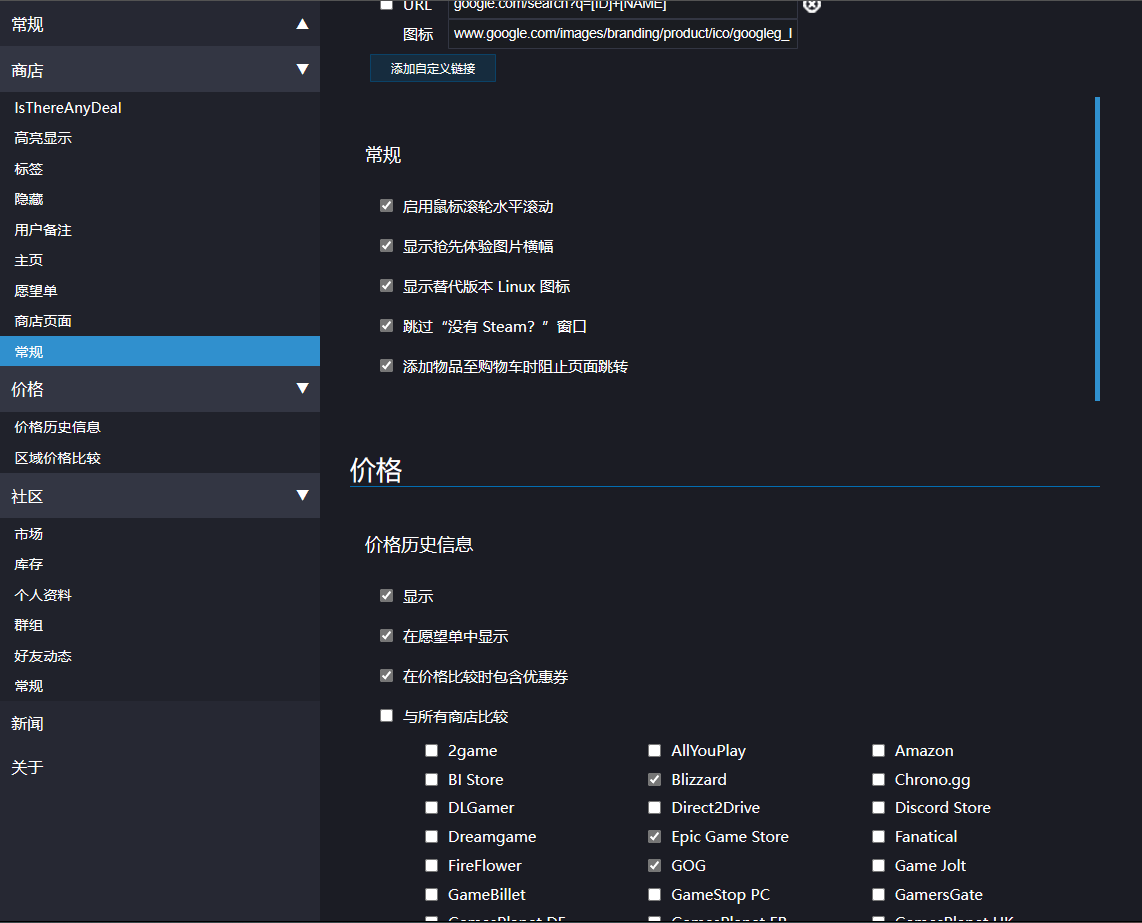 常规
商店
IsThereAnyDeal
高亮显示
标签
隐藏
用户备注
主页
愿望单
商店页面
常规
价格
价格历史信息
区域价格比较
社区
市场
库存
个人资料
群组
好友动态
常规
新闻
关于
URL google.com/search?q=[ID]+[NAME]
图标 www.google.com/images/branding/product/ico/googleg_l
添加自定义链接
常规
启用鼠标滚轮水平滚动
显示抢先体验图片横幅
显示替代版本 Linux 图标
跳过“没有 Steam？”窗口
添加物品至购物车时阻止页面跳转
价格
价格历史信息
显示
在愿望单中显示
在价格比较时包含优惠券
与所有商店比较
2game AllYouPlay Amazon
BI Store Blizzard Chrono.gg
DLGamer Direct2Drive Discord Store
Dreamgame Epic Game Store Fanatical
FireFlower GOG Game Jolt
GameBillet GameStop PC GamersGate
GamesPlanet DE GamesPlanet FR GamesPlanet UK